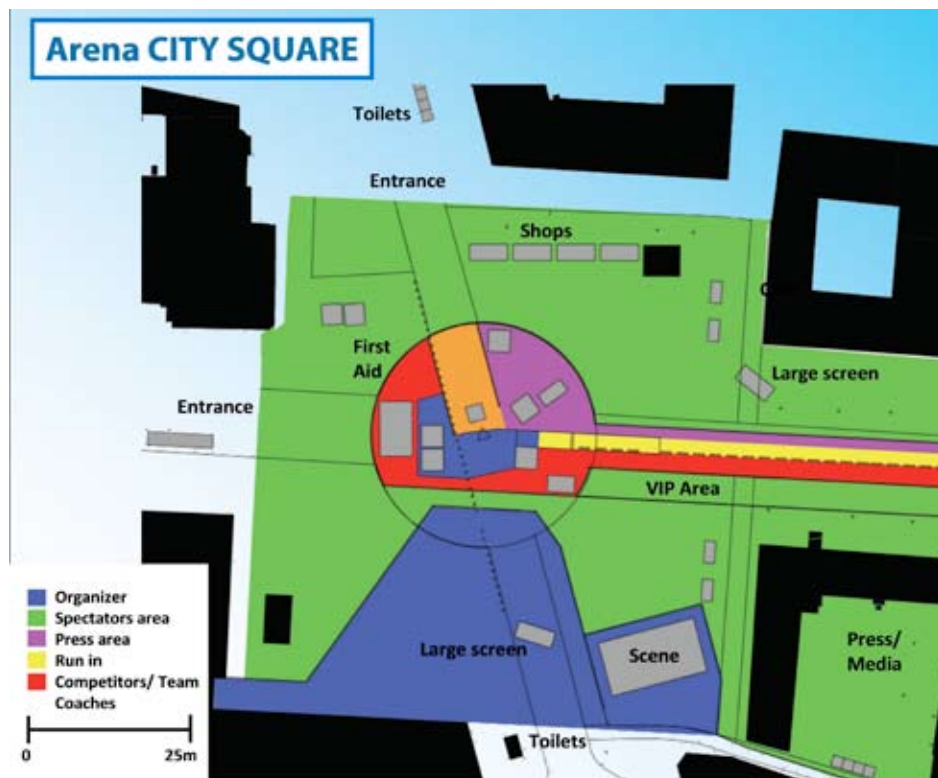 Arena CITY SQUARE
Toilets
Entrance
Shops
First
Aid
Large screen
Entrance
VIP Area
Organizer
Spectators area
Press area
Run in
Competitors/ Team
Coaches
0 25m
Large screen
Scene
Press/
Media
Toilets